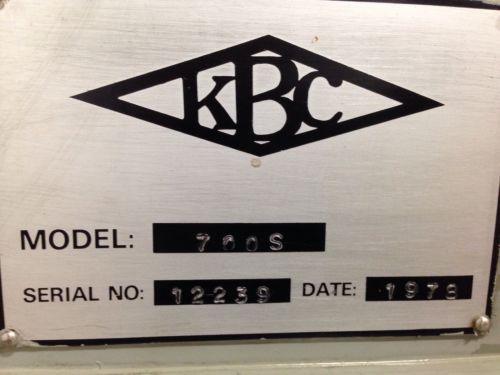 KBC
MODEL: 700S
SERIAL NO: 12239 DATE: 1978